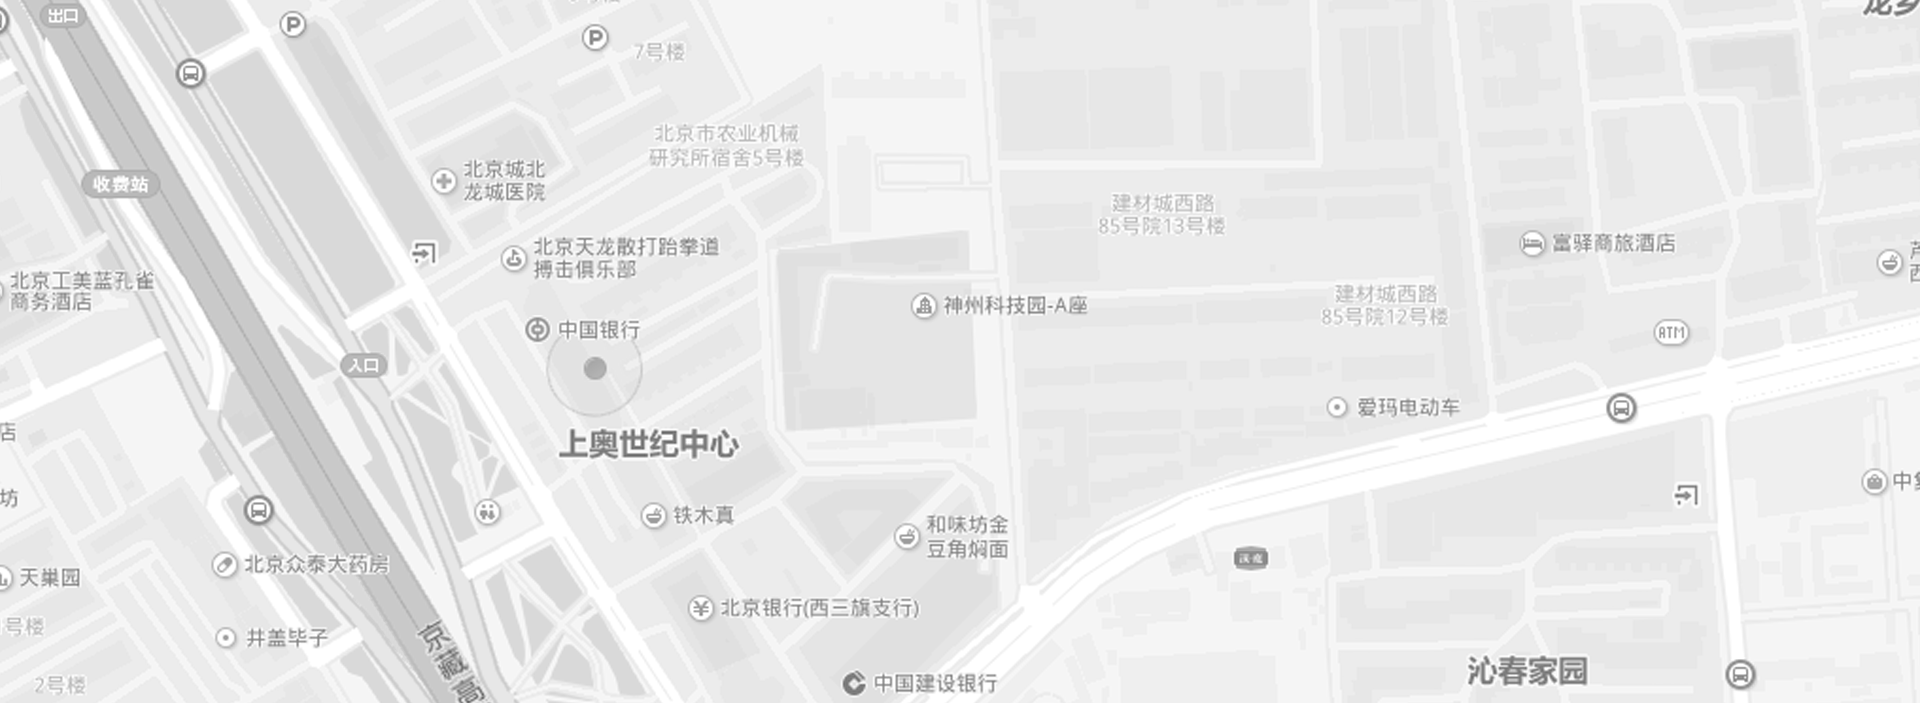 出口
P
P
7号楼
北京市农业机械
研究所宿舍5号楼
收费站
北京城北
龙城医院
建材城西路
85号院13号楼
北京天龙散打跆拳道
搏击俱乐部
富驿商旅酒店
北京工美蓝孔雀
商务酒店
神州科技园-A座
建材城西路
85号院12号楼
中国银行
ATM
入口
爱玛电动车
店
上奥世纪中心
坊
铁木真
和味坊金
豆角焖面
北京众泰大药房
天巢园
北京银行(西三旗支行)
号楼
井盖毕子
京藏高
2号楼
中国建设银行
沁春家园